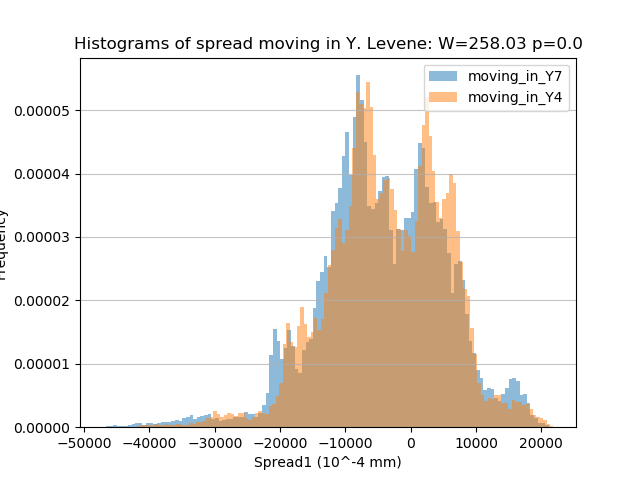 Histograms of spread moving in Y. Levene: W=258.03 p=0.0
moving_in_Y7
moving_in_Y4
0.00005
0.00004
0.00003
0.00002
0.00001
0.00000
Frequency
−50000 −40000 −30000 −20000 −10000 0 10000 20000
Spread1 (10^-4 mm)